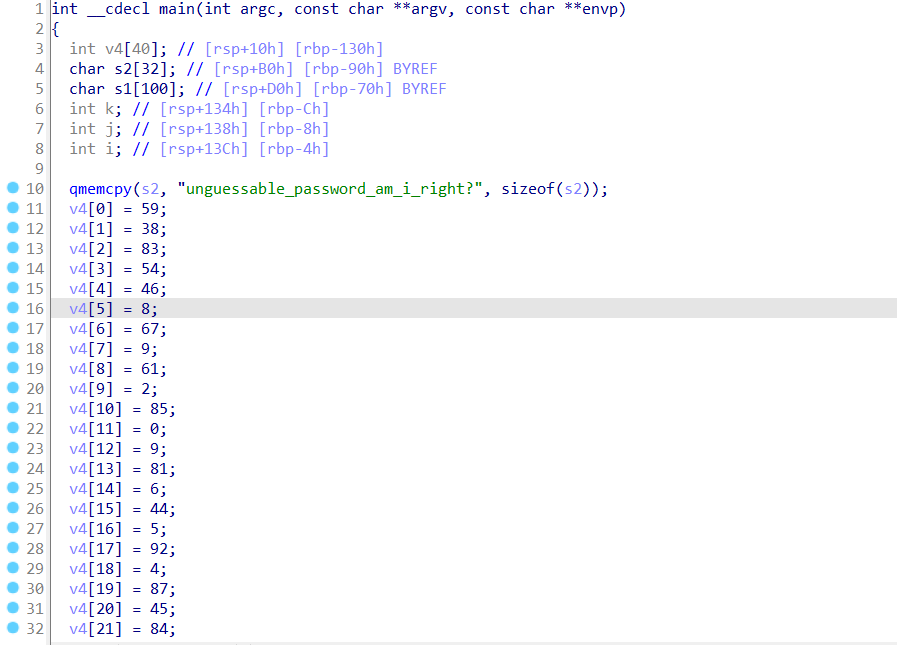 1 int __cdecl main(int argc, const char **argv, const char **envp)
2 {
3 int v4[40]; // [rsp+10h] [rbp-130h]
4 char s2[32]; // [rsp+B0h] [rbp-90h] BYREF
5 char s1[100]; // [rsp+D0h] [rbp-70h] BYREF
6 int k; // [rsp+134h] [rbp-Ch]
7 int j; // [rsp+138h] [rbp-8h]
8 int i; // [rsp+13Ch] [rbp-4h]
9
10 qmemcpy(s2, "unguessable_password_am_i_right?", sizeof(s2));
11 v4[0] = 59;
12 v4[1] = 38;
13 v4[2] = 83;
14 v4[3] = 54;
15 v4[4] = 46;
16 v4[5] = 8;
17 v4[6] = 67;
18 v4[7] = 9;
19 v4[8] = 61;
20 v4[9] = 2;
21 v4[10] = 85;
22 v4[11] = 0;
23 v4[12] = 9;
24 v4[13] = 81;
25 v4[14] = 6;
26 v4[15] = 44;
27 v4[16] = 5;
28 v4[17] = 92;
29 v4[18] = 4;
30 v4[19] = 87;
31 v4[20] = 45;
32 v4[21] = 84;